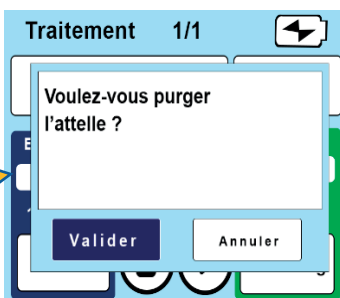 Traitement 1/1
Voulez-vous purger
l'attelle ?
Valider Annuler